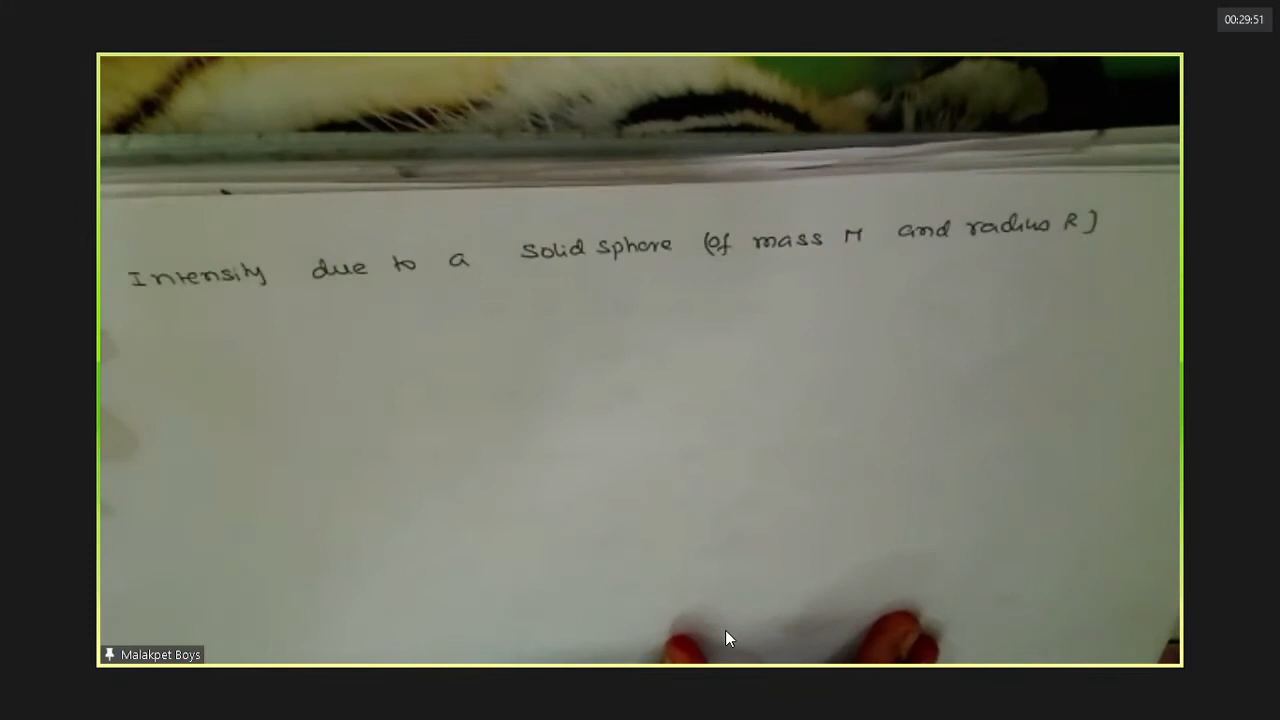 00:29:51
Intensity due to a Solid sphere (of mass M and radius R)
Malakpet Boys